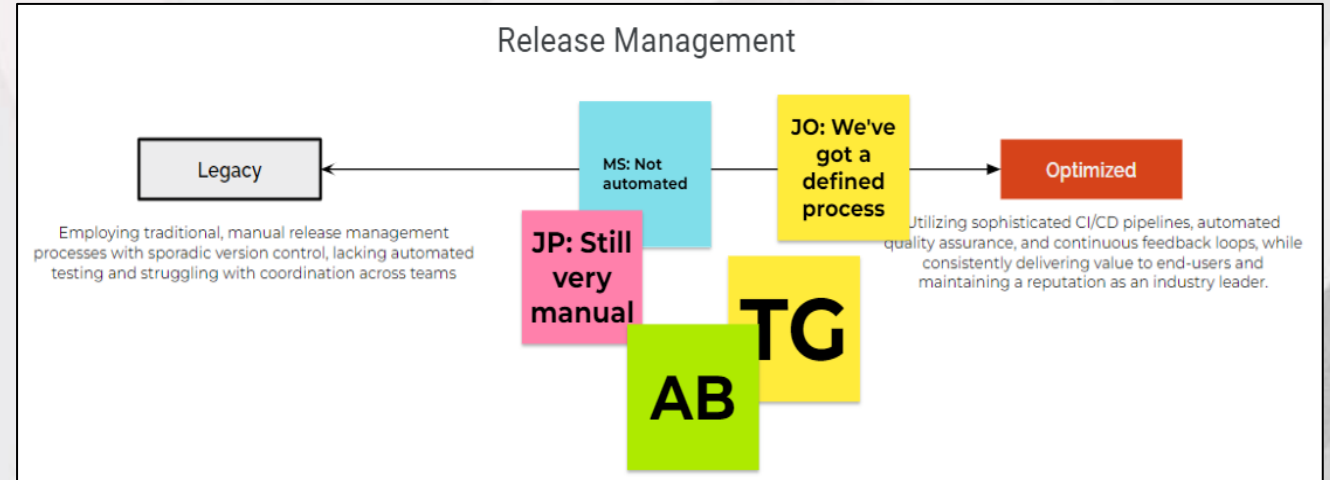 Release Management
Legacy
Employing traditional, manual release management
processes with sporadic version control, lacking automated
testing and struggling with coordination across teams
MS: Not
automated
JP: Still
very
manual
AB
TG
JO: We've
got a
defined
process
Optimized
Utilizing sophisticated CI/CD pipelines, automated
quality assurance, and continuous feedback loops, while
consistently delivering value to end-users and
maintaining a reputation as an industry leader.